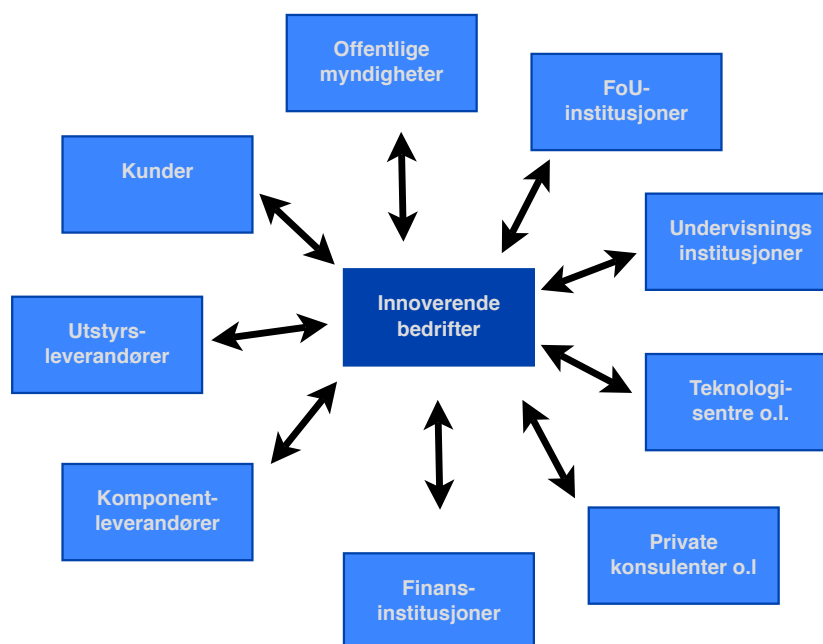 Offentlige
myndigheter
FoU-
institusjoner
Kunder
Undervisnings
institusjoner
Innoverende
bedrifter
Utstyrs-
leverandører
Teknologi-
sentre o.l.
Komponent-
leverandører
Private
konsulenter o.l
Finans-
institusjoner